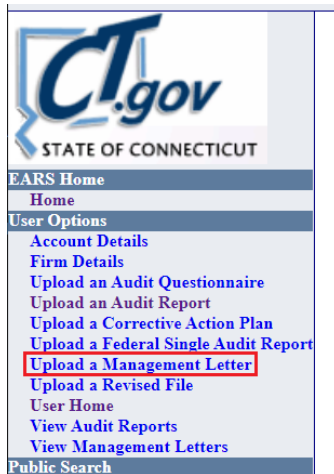 CT.gov
STATE OF CONNECTICUT
EARS Home
Home
User Options
Account Details
Firm Details
Upload an Audit Questionnaire
Upload an Audit Report
Upload a Corrective Action Plan
Upload a Federal Single Audit Report
Upload a Management Letter
Upload a Revised File
User Home
View Audit Reports
View Management Letters
Public Search